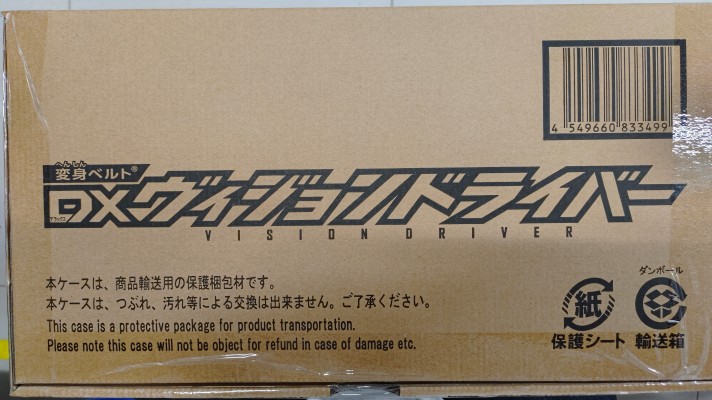 4 549660 833499
へんしん
変身ベルト®
DXヴィジョンドライバー
デラックス
VISION DRIVER
本ケースは、商品輸送用の保護梱包材です。
本ケースは、つぶれ、汚れ等による交換は出来ません。ご了承ください。
This case is a protective package for product transportation.
Please note this case will not be object for refund in case of damage etc.
紙
保護シート
ダンボール
輸送箱